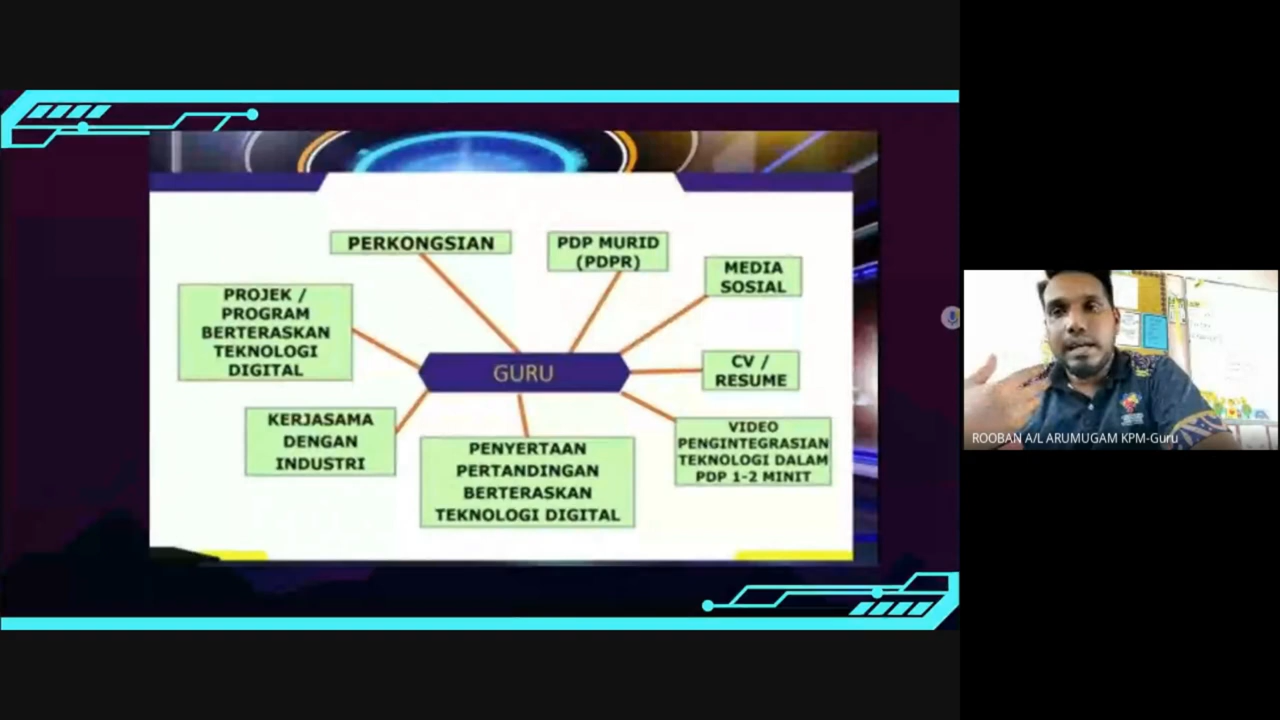 PERKONGSIAN
PDP MURID
(PDPR)
MEDIA
SOSIAL
PROJEK /
PROGRAM
BERTERASKAN
TEKNOLOGI
DIGITAL
GURU
CV /
RESUME
KERJASAMA
DENGAN
INDUSTRI
PENYERTAAN
PERTANDINGAN
BERTERASKAN
TEKNOLOGI DIGITAL
VIDEO
PENGINTEGRASIAN
TEKNOLOGI DALAM
PDP 1-2 MINIT
ROOBAN A/L ARUMUGAM KPM-Guru